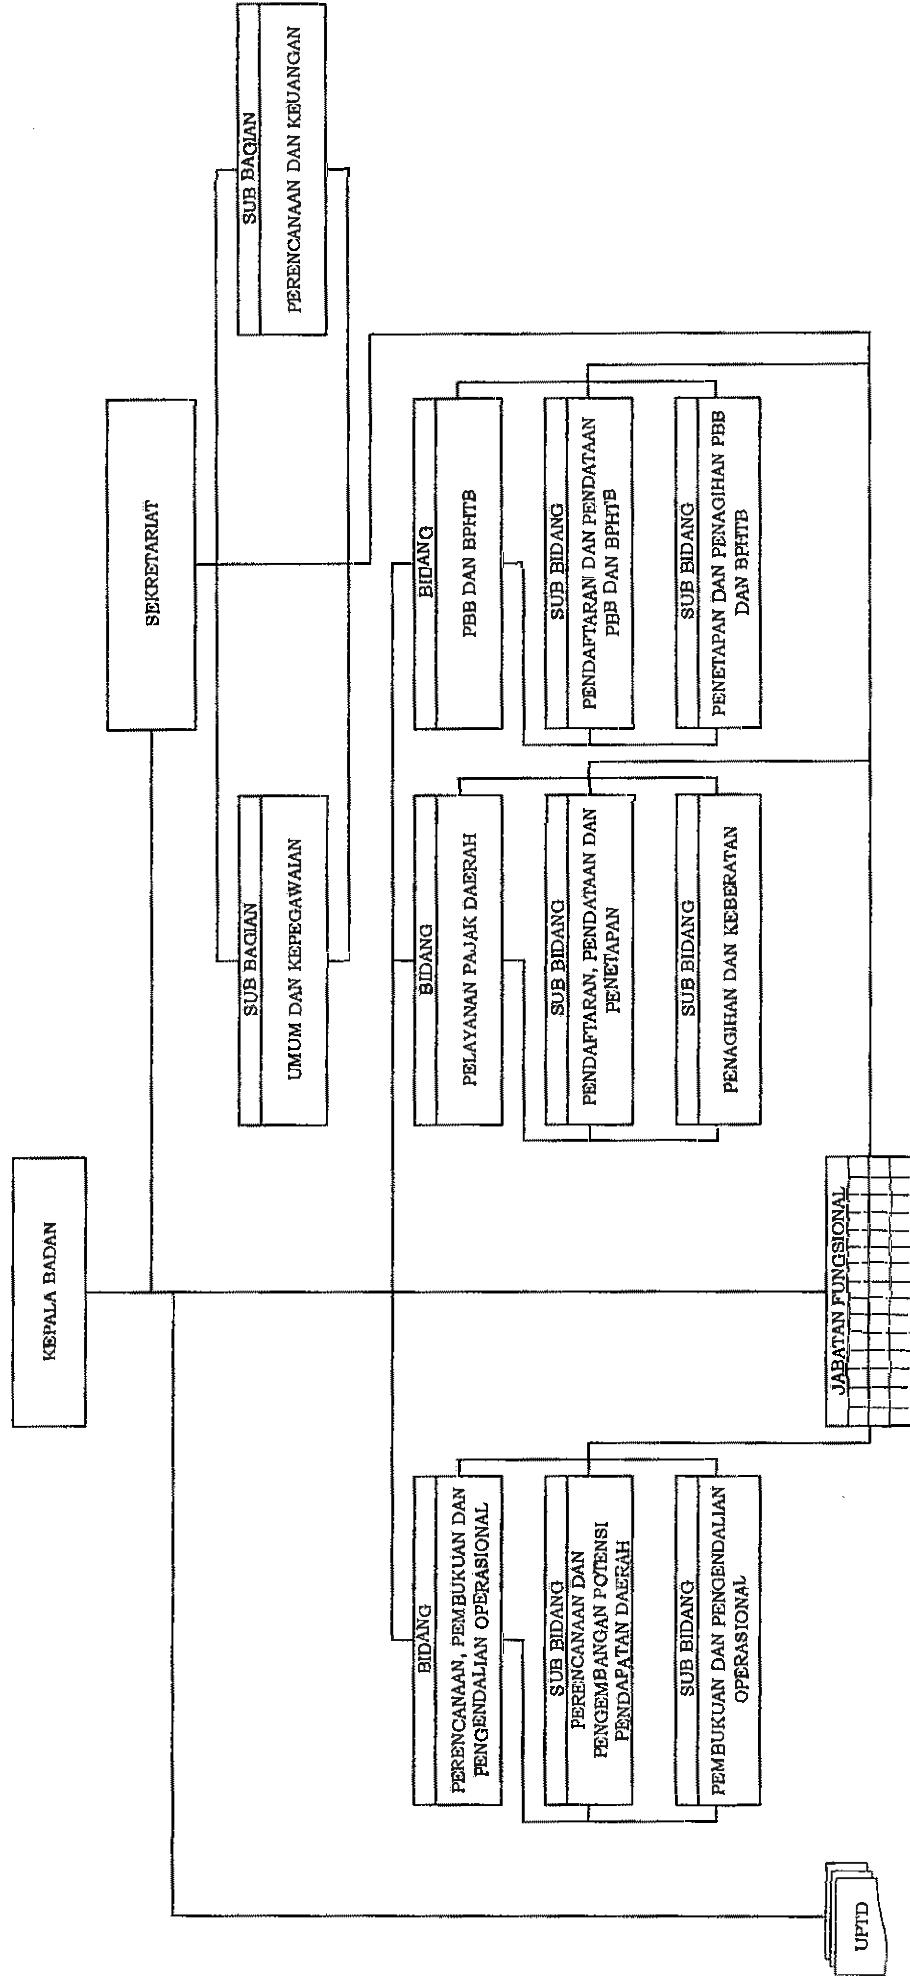 KEPALA BADAN
SEKRETARIAT
SUB BAGIAN
UMUM DAN KEPEGAWAIAN
SUB BAGIAN
PERENCANAAN DAN KEUANGAN
BIDANG
PERENCANAAN, PEMBUKUAN DAN
PENGENDALIAN OPERASIONAL
SUB BIDANG
PERENCANAAN DAN
PENGEMBANGAN POTENSI
PENDAPATAN DAERAH
SUB BIDANG
PEMBUKUAN DAN PENGENDALIAN
OPERASIONAL
BIDANG
PELAYANAN PAJAK DAERAH
SUB BIDANG
PENDAFTARAN, PENDATAAN DAN
PENETAPAN
SUB BIDANG
PENAGIHAN DAN KEBERATAN
BIDANG
PBB DAN BPHTB
SUB BIDANG
PENDAFTARAN DAN PENDATAAN
PBB DAN BPHTB
SUB BIDANG
PENETAPAN DAN PENAGIHAN PBB
DAN BPHTB
UPTD
JABATAN FUNGSIONAL